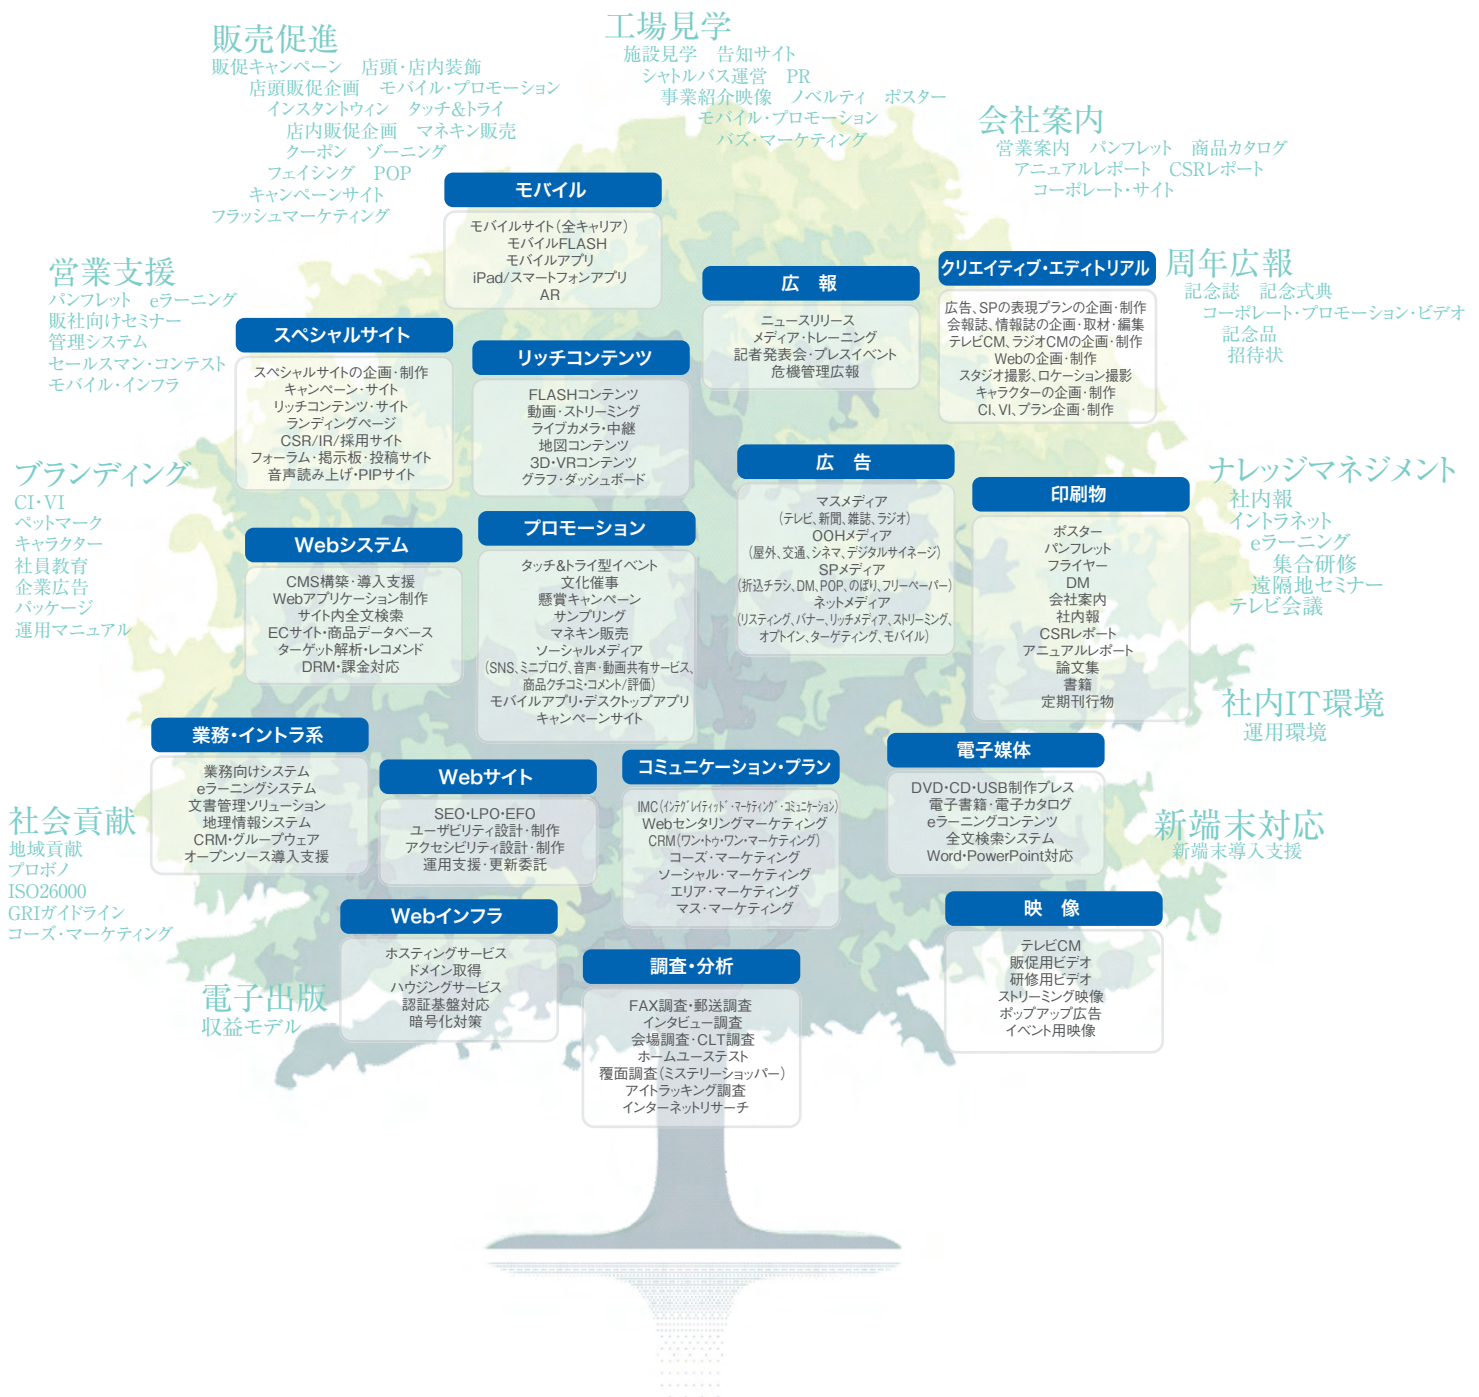 販売促進
販促キャンペーン　店頭・店内装飾
店頭販促企画　モバイル・プロモーション
インスタントウィン　タッチ&トライ
店内販促企画　マネキン販売
クーポン　ゾーニング
フェイシング　POP
キャンペーンサイト
フラッシュマーケティング
工場見学
施設見学　告知サイト
シャトルバス運営　PR
事業紹介映像　ノベルティ　ポスター
モバイル・プロモーション
バズ・マーケティング
会社案内
営業案内　パンフレット　商品カタログ
アニュアルレポート　CSRレポート
コーポレート・サイト
モバイル
モバイルサイト（全キャリア）
モバイルFLASH
モバイルアプリ
iPad/スマートフォンアプリ
AR
営業支援
パンフレット　eラーニング
販社向けセミナー
管理システム
セールスマン・コンテスト
モバイル・インフラ
スペシャルサイト
スペシャルサイトの企画・制作
キャンペーン・サイト
リッチコンテンツ・サイト
ランディングページ
CSR/IR/採用サイト
フォーラム・掲示板・投稿サイト
音声読み上げ・PIPサイト
リッチコンテンツ
FLASHコンテンツ
動画・ストリーミング
ライブカメラ・中継
地図コンテンツ
3D・VRコンテンツ
グラフ・ダッシュボード
広　報
ニュースリリース
メディア・トレーニング
記者発表会・プレスイベント
危機管理広報
クリエイティブ・エディトリアル
広告、SPの表現プランの企画・制作
会報誌、情報誌の企画・取材・編集
テレビCM、ラジオCMの企画・制作
Webの企画・制作
スタジオ撮影、ロケーション撮影
キャラクターの企画・制作
CI、VI、プラン企画・制作
周年広報
記念誌　記念式典
コーポレート・プロモーション・ビデオ
記念品
招待状
ブランディング
CI・VI
ペットマーク
キャラクター
社員教育
企業広告
パッケージ
運用マニュアル
Webシステム
CMS構築・導入支援
Webアプリケーション制作
サイト内全文検索
ECサイト・商品データベース
ターゲット解析・レコメンド
DRM・課金対応
プロモーション
タッチ&トライ型イベント
文化催事
懸賞キャンペーン
サンプリング
マネキン販売
ソーシャルメディア
（SNS、ミニブログ、音声・動画共有サービス、
商品クチコミ・コメント/評価）
モバイルアプリ・デスクトップアプリ
キャンペーンサイト
広　告
マスメディア
（テレビ、新聞、雑誌、ラジオ）
OOHメディア
（屋外、交通、シネマ、デジタルサイネージ）
SPメディア
（折込チラシ、DM、POP、のぼり、フリーペーパー）
ネットメディア
（リスティング、バナー、リッチメディア、ストリーミング、
オプトイン、ターゲティング、モバイル）
印刷物
ポスター
パンフレット
フライヤー
DM
会社案内
社内報
CSRレポート
アニュアルレポート
論文集
書籍
定期刊行物
ナレッジマネジメント
社内報
イントラネット
eラーニング
集合研修
遠隔地セミナー
テレビ会議
社内IT環境
運用環境
業務・イントラ系
業務向けシステム
eラーニングシステム
文書管理ソリューション
地理情報システム
CRM・グループウェア
オープンソース導入支援
Webサイト
SEO・LPO・EFO
ユーザビリティ設計・制作
アクセシビリティ設計・制作
運用支援・更新委託
コミュニケーション・プラン
IMC（インテグレイティッド・マーケティング・コミュニケーション）
Webセンタリングマーケティング
CRM（ワン・トゥ・ワン・マーケティング）
コーズ・マーケティング
ソーシャル・マーケティング
エリア・マーケティング
マス・マーケティング
電子媒体
DVD・CD・USB制作プレス
電子書籍・電子カタログ
eラーニングコンテンツ
全文検索システム
Word・PowerPoint対応
新端末対応
新端末導入支援
社会貢献
地域貢献
プロボノ
ISO26000
GRIガイドライン
コーズ・マーケティング
Webインフラ
ホスティングサービス
ドメイン取得
ハウジングサービス
認証基盤対応
暗号化対策
電子出版
収益モデル
調査・分析
FAX調査・郵送調査
インタビュー調査
会場調査・CLT調査
ホームユーステスト
覆面調査（ミステリーショッパー）
アイトラッキング調査
インターネットリサーチ
映　像
テレビCM
販促用ビデオ
研修用ビデオ
ストリーミング映像
ポップアップ広告
イベント用映像